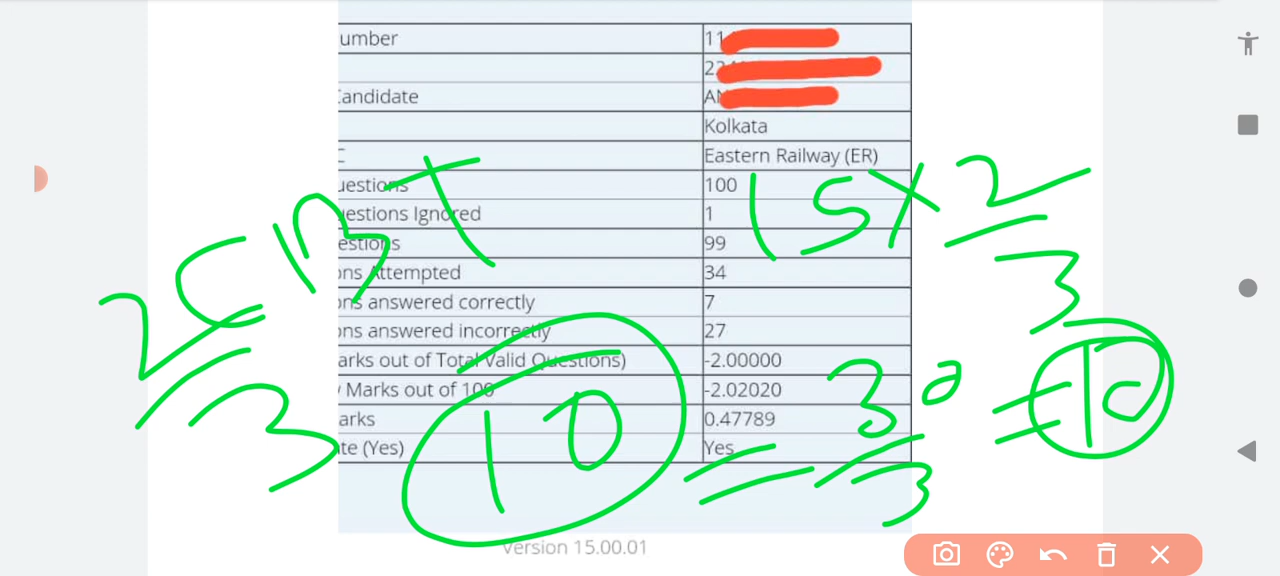 umber 11
22
Candidate AN
Kolkata
C Eastern Railway (ER)
uestions 100
uestions Ignored 1
estions 99
ons Attempted 34
ons answered correctly 7
ons answered incorrectly 27
arks out of Total Valid Questions) -2.00000
Marks out of 100 -2.02020
arks 0.47789
te (Yes) Yes
Version 15.00.01
15 × 2
3
= 30
3
= 10
2
3
10